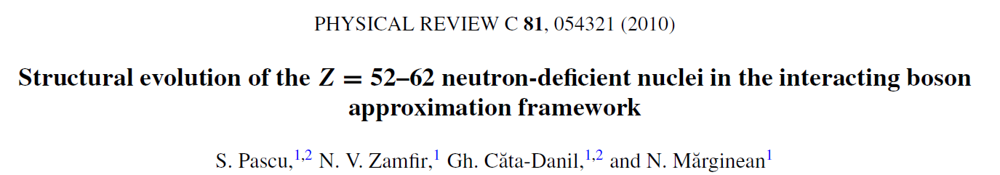 PHYSICAL REVIEW C 81, 054321 (2010)
Structural evolution of the Z = 52–62 neutron-deficient nuclei in the interacting boson
approximation framework
S. Pascu,1,2 N. V. Zamfir,1 Gh. Căta-Danil,1,2 and N. Mărginean1